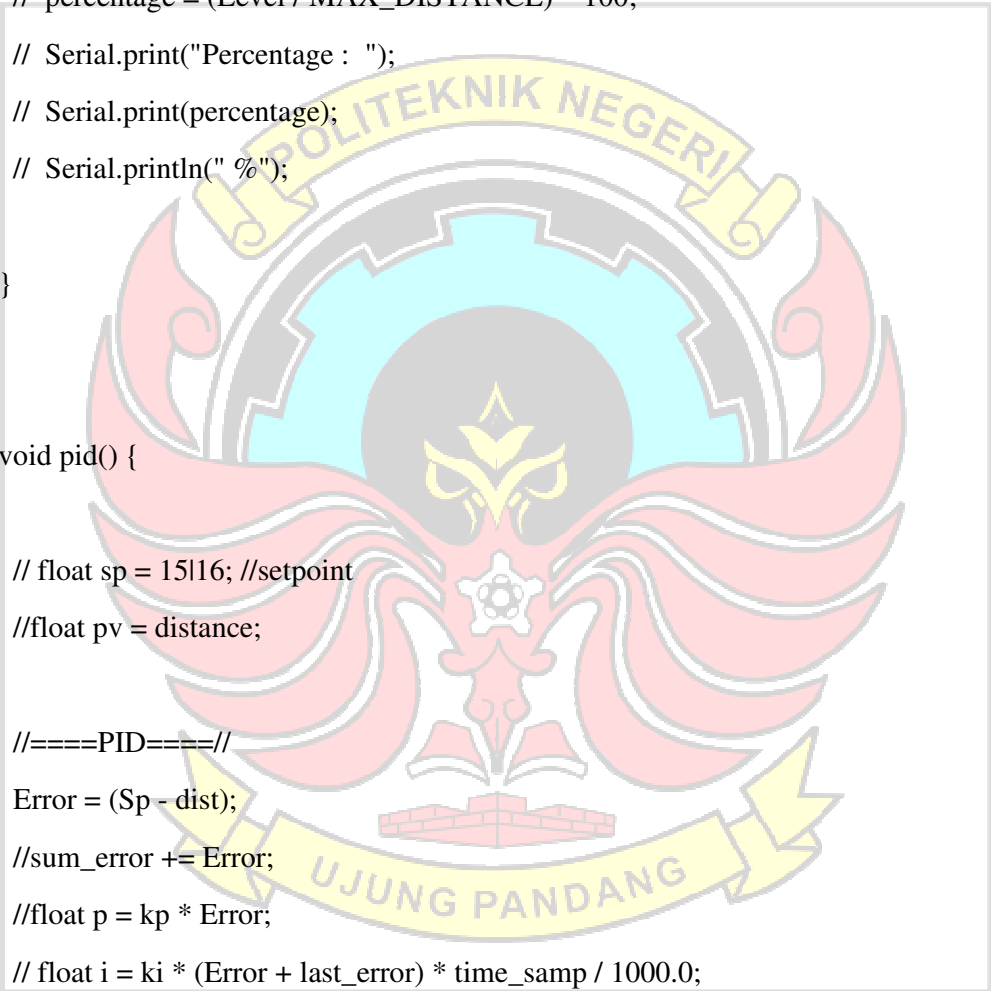 // percentage = (Level / MAX_DISTANCE) * 100;
// Serial.print("Percentage : ");
// Serial.print(percentage);
// Serial.println(" %");
}
void pid() {
// float sp = 15|16; //setpoint
//float pv = distance;
//====PID====//
Error = (Sp - dist);
//sum_error += Error;
//float p = kp * Error;
// float i = ki * (Error + last_error) * time_samp / 1000.0;
POLITEKNIK NEGERI
UJUNG PANDANG